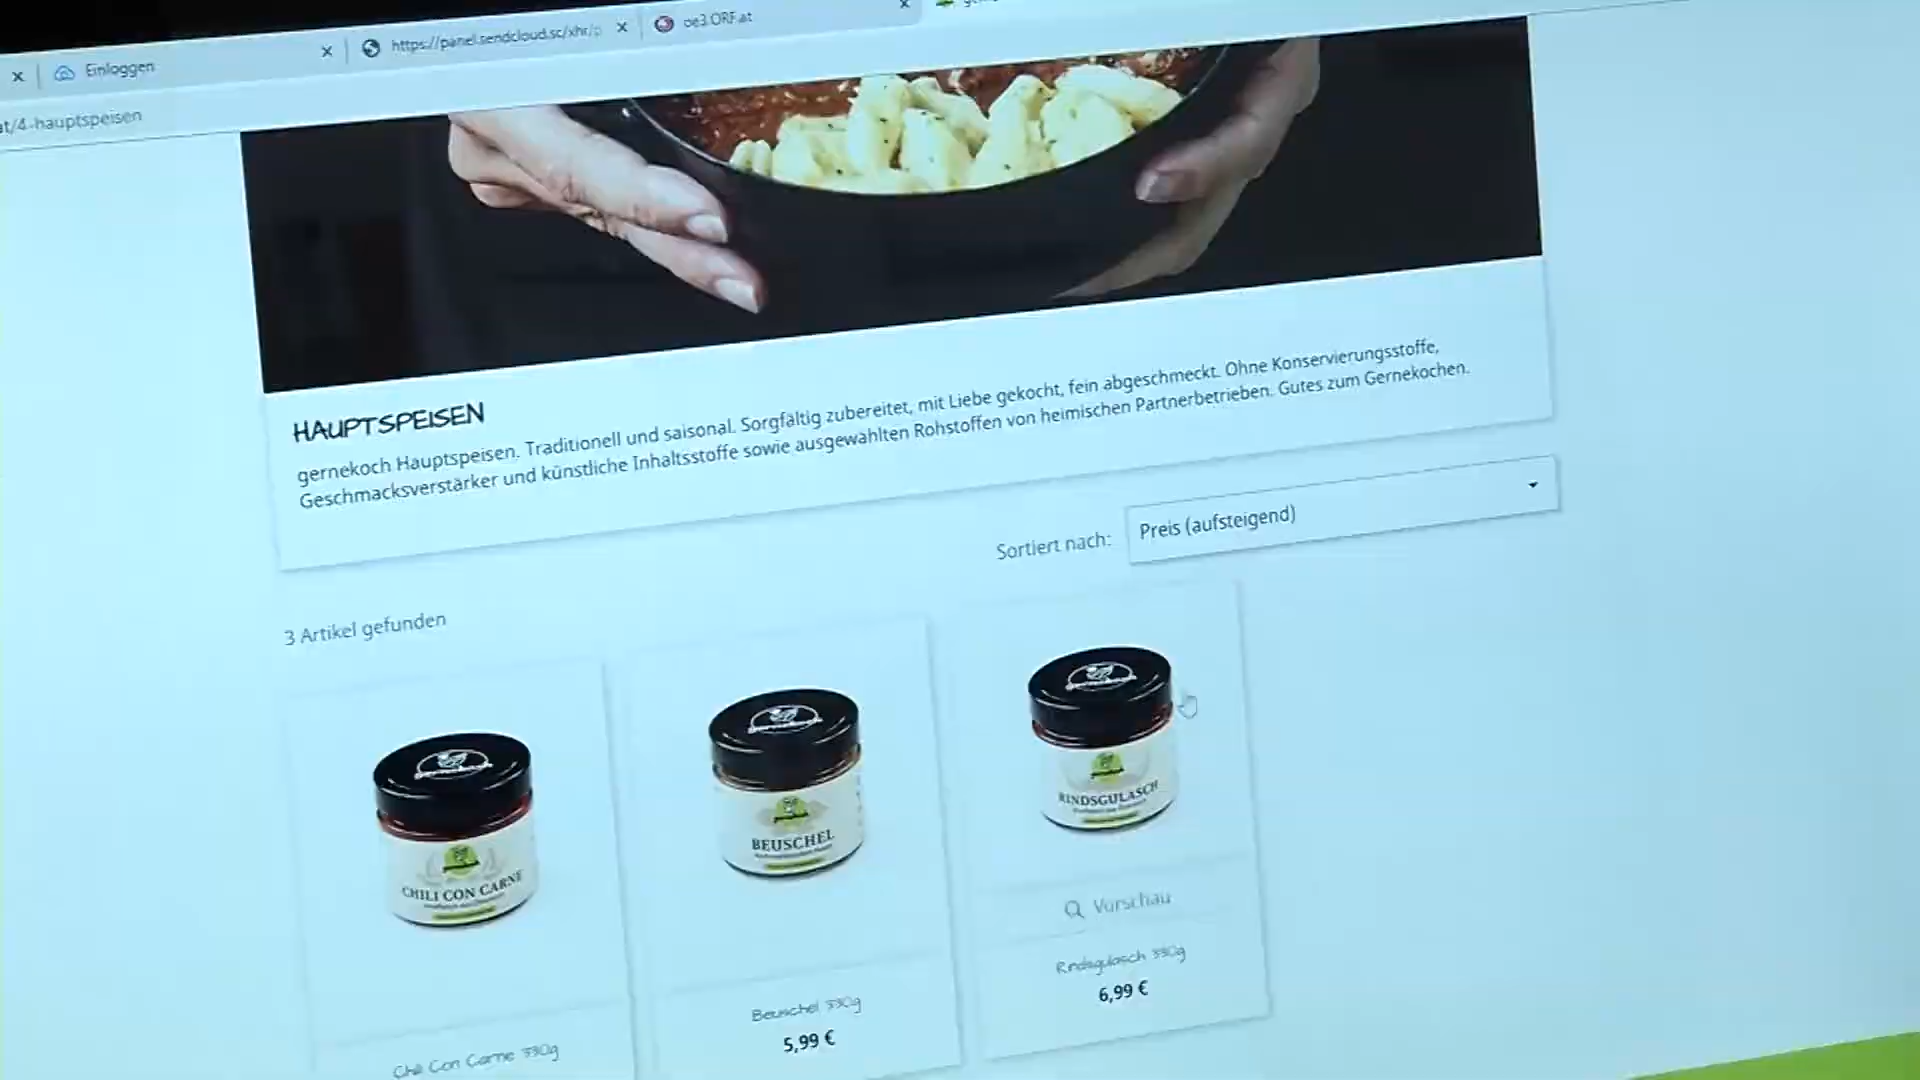 Einloggen
https://panel.sendcloud.sc/xhr/p
oe3.ORF.at
at/4-hauptspeisen
HAUPTSPEISEN
gernekoch Hauptspeisen. Traditionell und saisonal. Sorgfältig zubereitet, mit Liebe gekocht, fein abgeschmeckt. Ohne Konservierungsstoffe,
Geschmacksverstärker und künstliche Inhaltsstoffe sowie ausgewählten Rohstoffen von heimischen Partnerbetrieben. Gutes zum Gernekochen.
Sortiert nach:
Preis (aufsteigend)
3 Artikel gefunden
CHILI CON CARNE
BEUSCHEL
RINDSGULASCH
Vorschau
Chili Con Carne 330g
Beuschel 330g
5,99 €
Rindsgulasch 330g
6,99 €